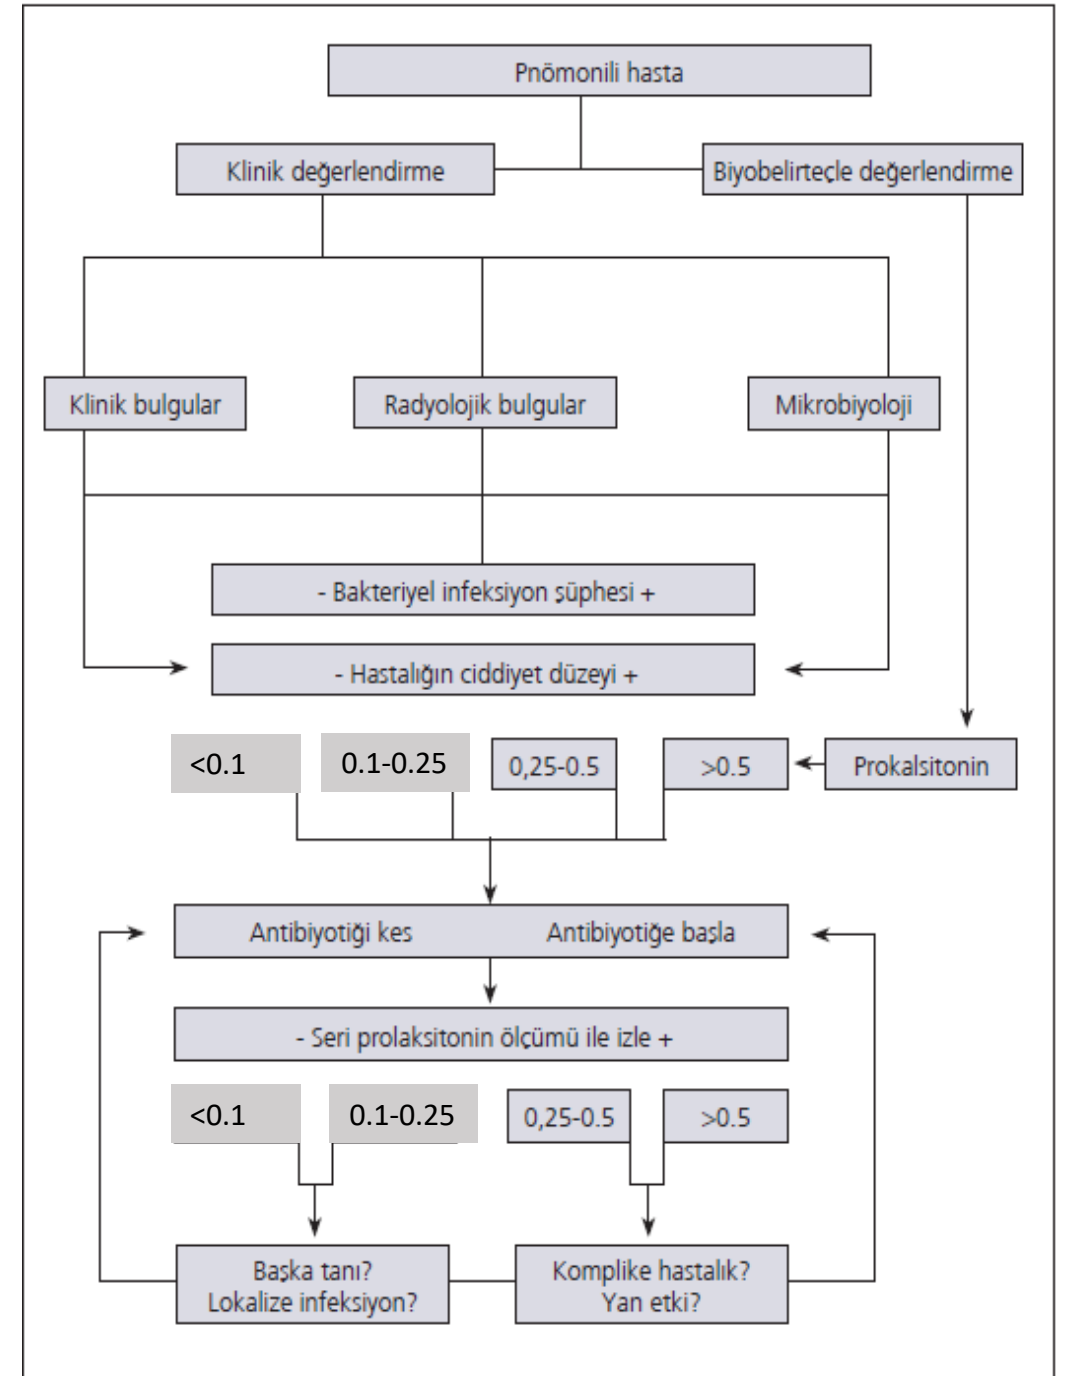 Pnömonili hasta
Klinik değerlendirme
Biyobelirteçle değerlendirme
Klinik bulgular
Radyolojik bulgular
Mikrobiyoloji
- Bakteriyel infeksiyon şüphesi +
- Hastalığın ciddiyet düzeyi +
<0.1
0.1-0.25
0,25-0.5
>0.5
Prokalsitonin
Antibiyotiği kes
Antibiyotiğe başla
- Seri prolaksitonin ölçümü ile izle +
<0.1
0.1-0.25
0,25-0.5
>0.5
Başka tanı?
Lokalize infeksiyon?
Komplike hastalık?
Yan etki?